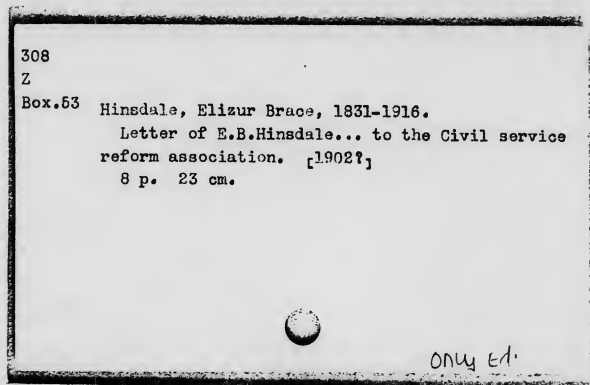 308
Z
Box.53 Hinsdale, Elizur Brace, 1831-1916.
Letter of E.B.Hinsdale... to the Civil service
reform association. [1902?]
8 p. 23 cm.
ONLY Ed.